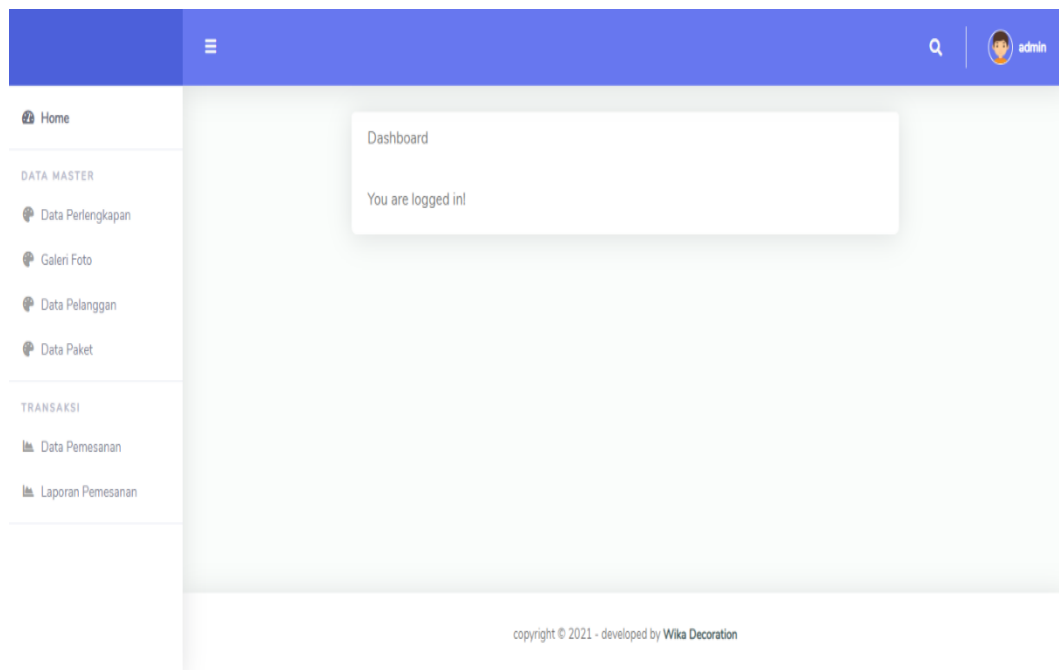 admin
Home
DATA MASTER
Data Perlengkapan
Galeri Foto
Data Pelanggan
Data Paket
TRANSAKSI
Data Pemesanan
Laporan Pemesanan
Dashboard
You are logged in!
copyright © 2021 - developed by Wika Decoration